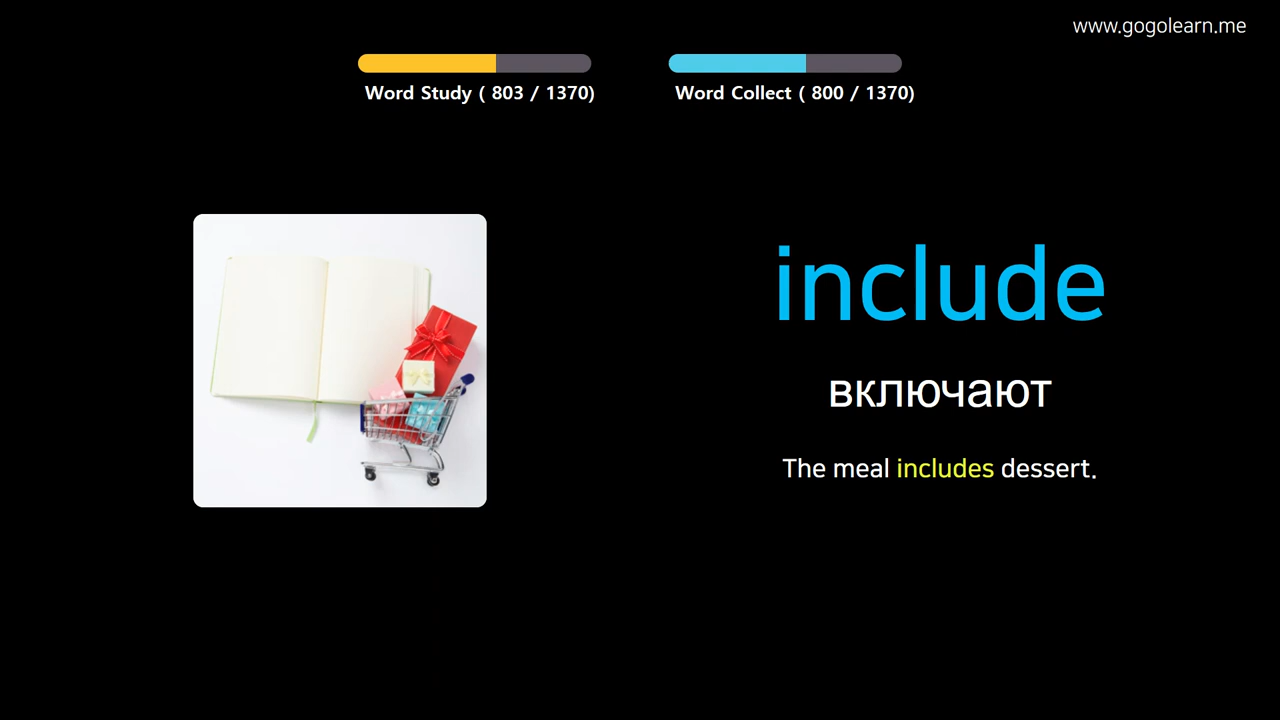 www.gogolearn.me
Word Study ( 803 / 1370)
Word Collect ( 800 / 1370)
include
включают
The meal includes dessert.